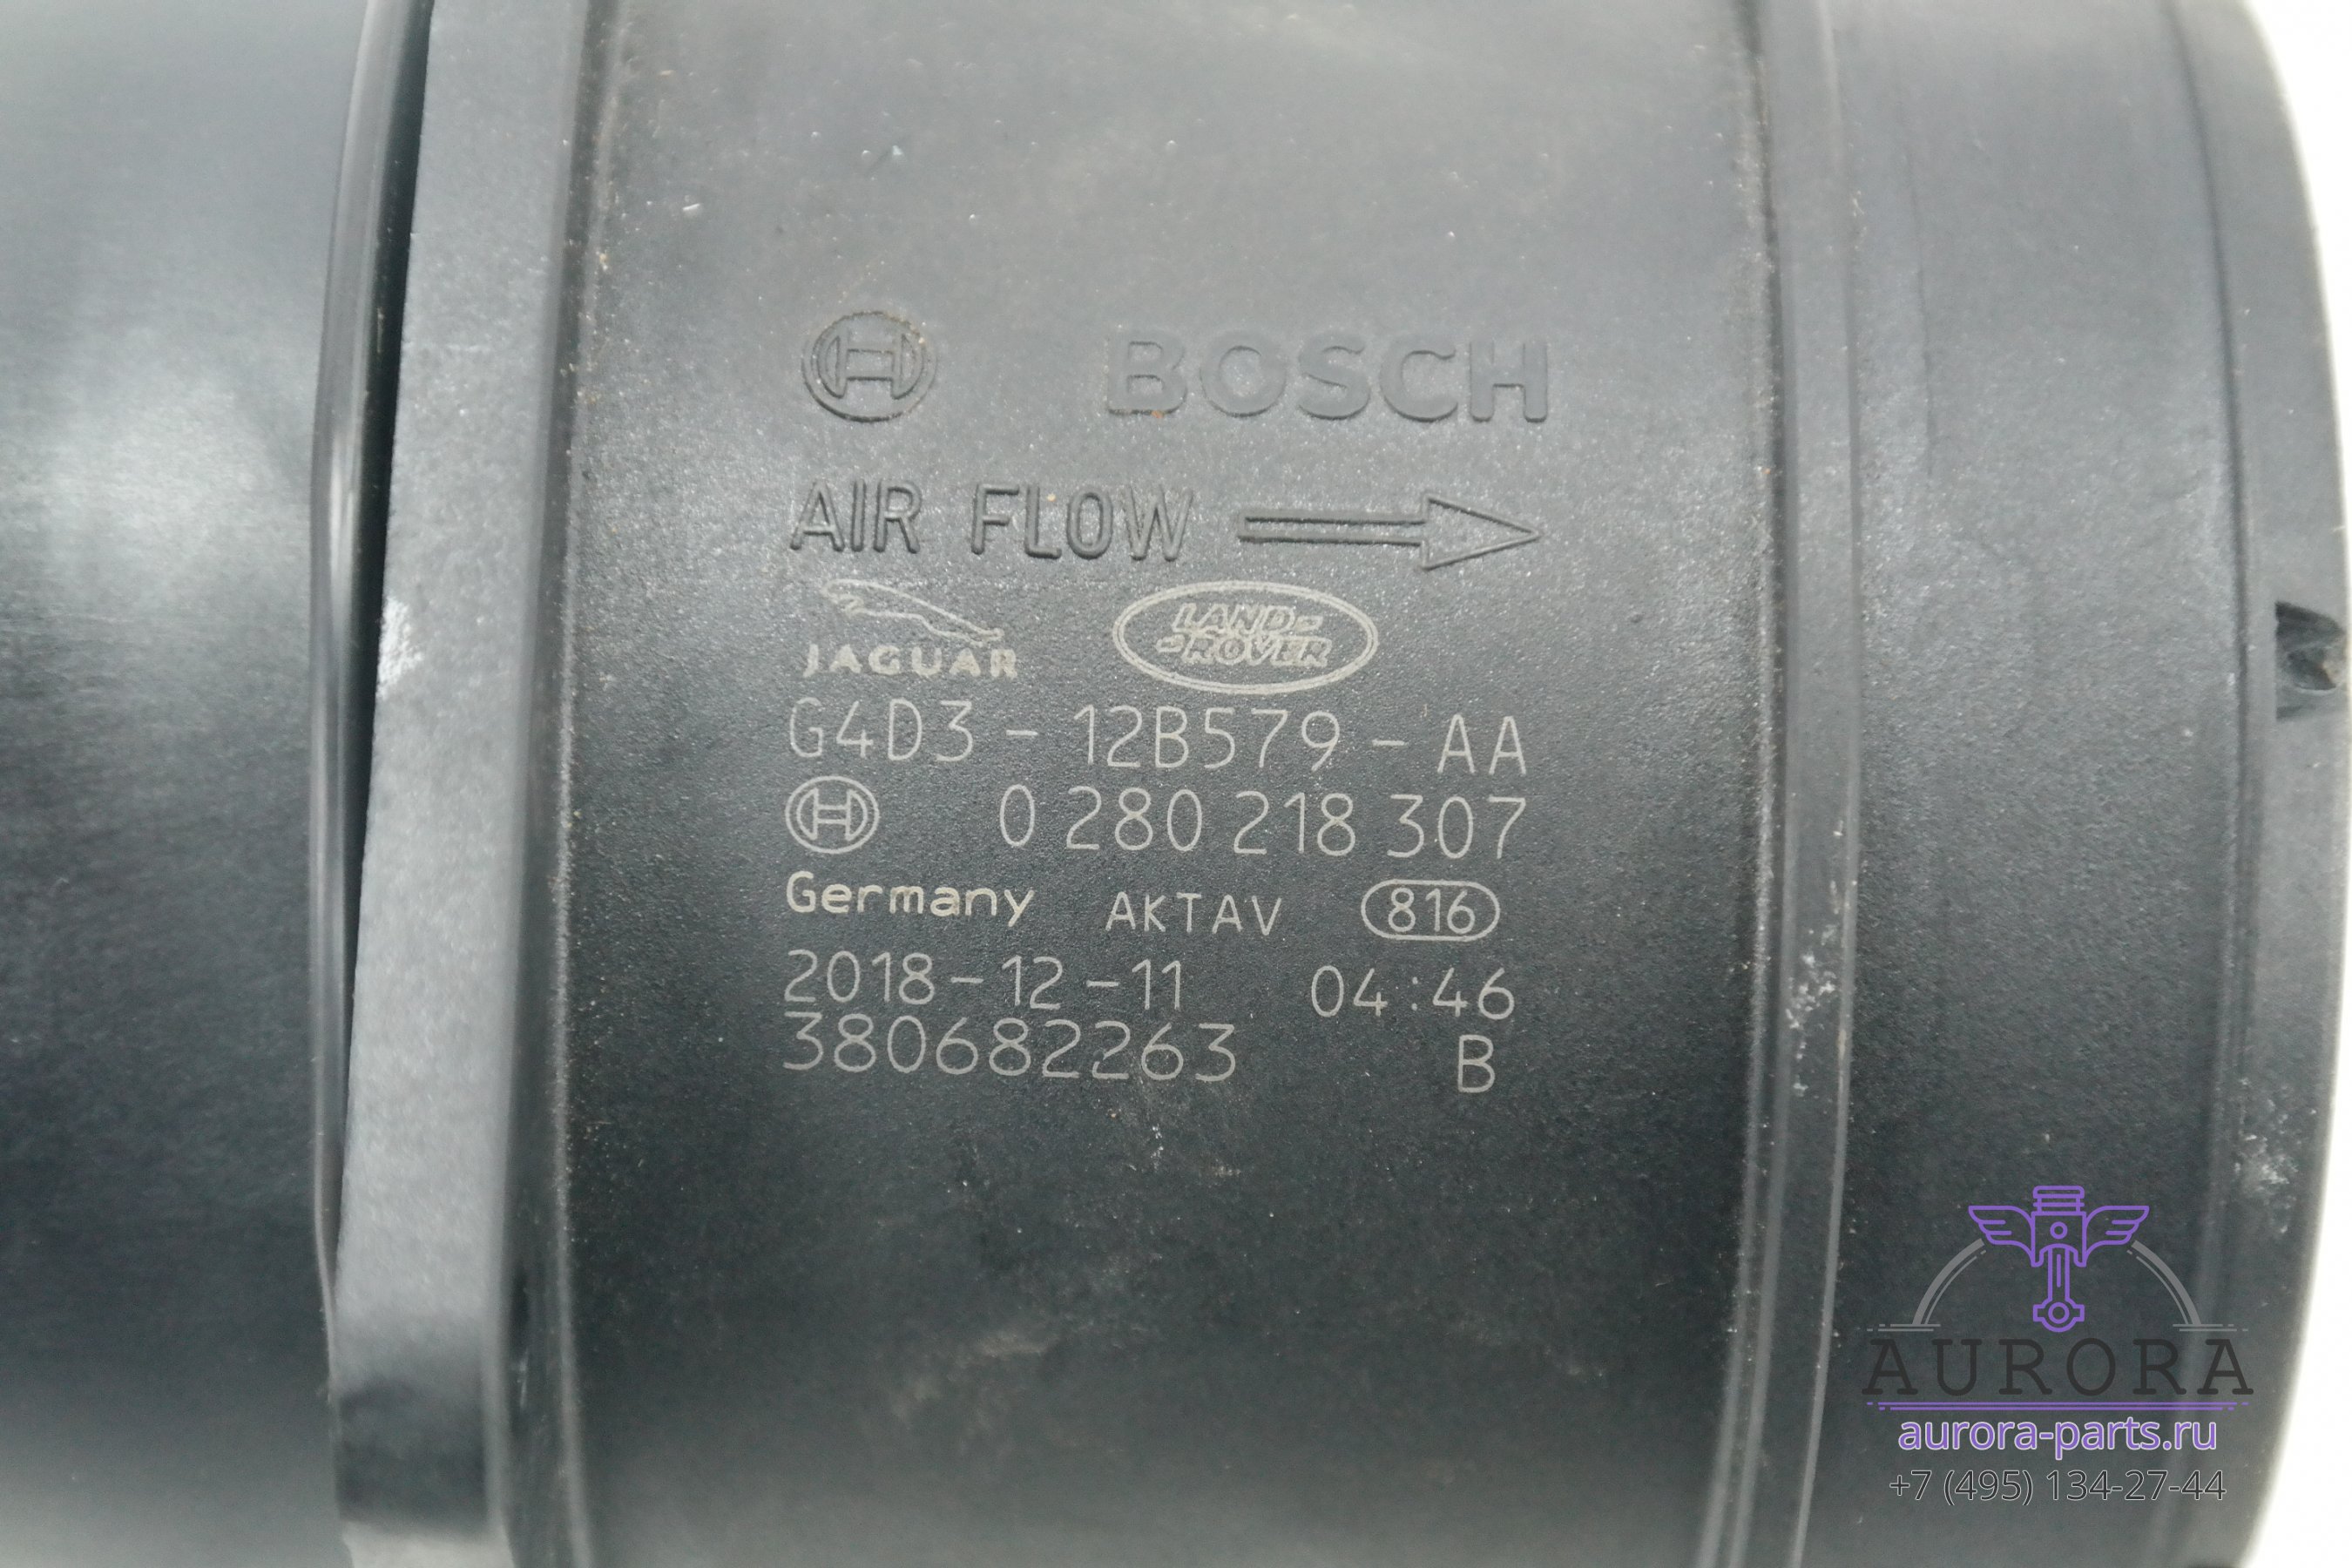 BOSCH
AIR FLOW
JAGUAR
LAND
ROVER
G4D3 - 12B579 - AA
0 280 218 307
Germany AKTAV 816
2018-12-11 04:46
380682263 B
AURORA
aurora-parts.ru
+7 (495) 134-27-44